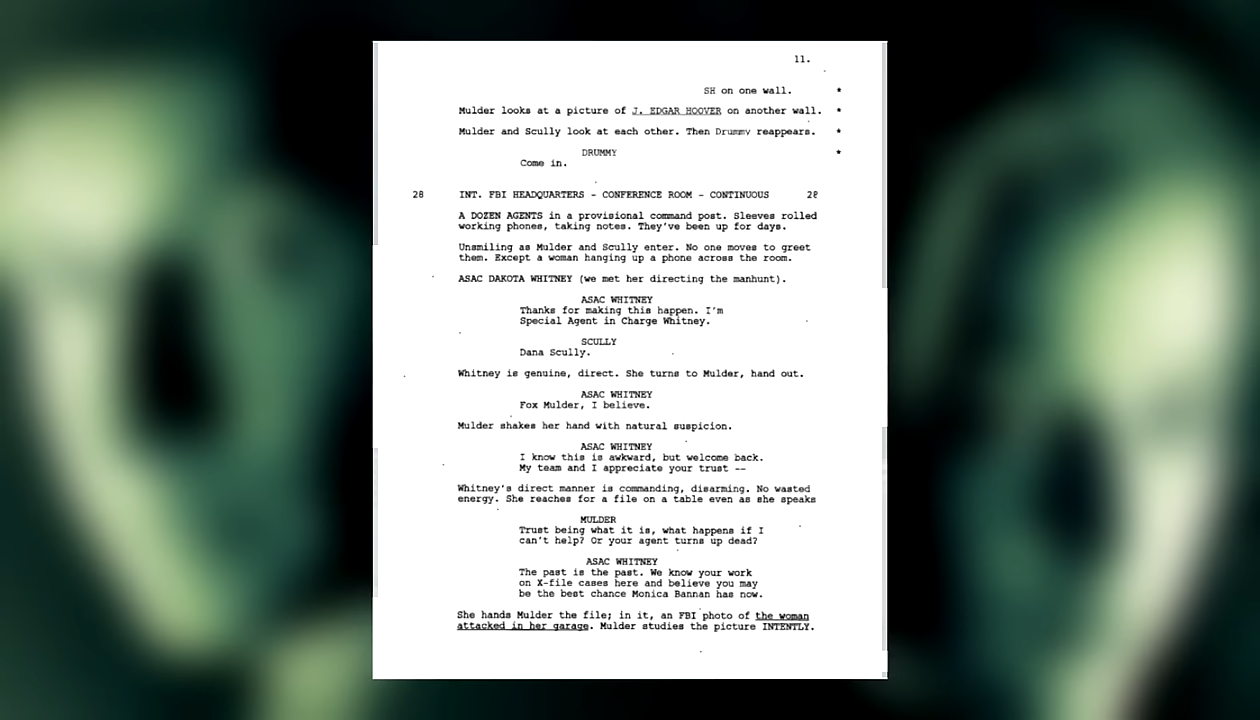 11.
SH on one wall. *
Mulder looks at a picture of J. EDGAR HOOVER on another wall. *
Mulder and Scully look at each other. Then Drummy reappears. *
DRUMMY *
Come in.
28 INT. FBI HEADQUARTERS - CONFERENCE ROOM - CONTINUOUS 28
A DOZEN AGENTS in a provisional command post. Sleeves rolled
working phones, taking notes. They've been up for days.
Unsmiling as Mulder and Scully enter. No one moves to greet
them. Except a woman hanging up a phone across the room.
ASAC DAKOTA WHITNEY (we met her directing the manhunt).
ASAC WHITNEY
Thanks for making this happen. I'm
Special Agent in Charge Whitney.
SCULLY
Dana Scully.
Whitney is genuine, direct. She turns to Mulder, hand out.
ASAC WHITNEY
Fox Mulder, I believe.
Mulder shakes her hand with natural suspicion.
ASAC WHITNEY
I know this is awkward, but welcome back.
My team and I appreciate your trust --
Whitney's direct manner is commanding, disarming. No wasted
energy. She reaches for a file on a table even as she speaks
MULDER
Trust being what it is, what happens if I
can't help? Or your agent turns up dead?
ASAC WHITNEY
The past is the past. We know your work
on X-file cases here and believe you may
be the best chance Monica Bannan has now.
She hands Mulder the file; in it, an FBI photo of the woman
attacked in her garage. Mulder studies the picture INTENTLY.